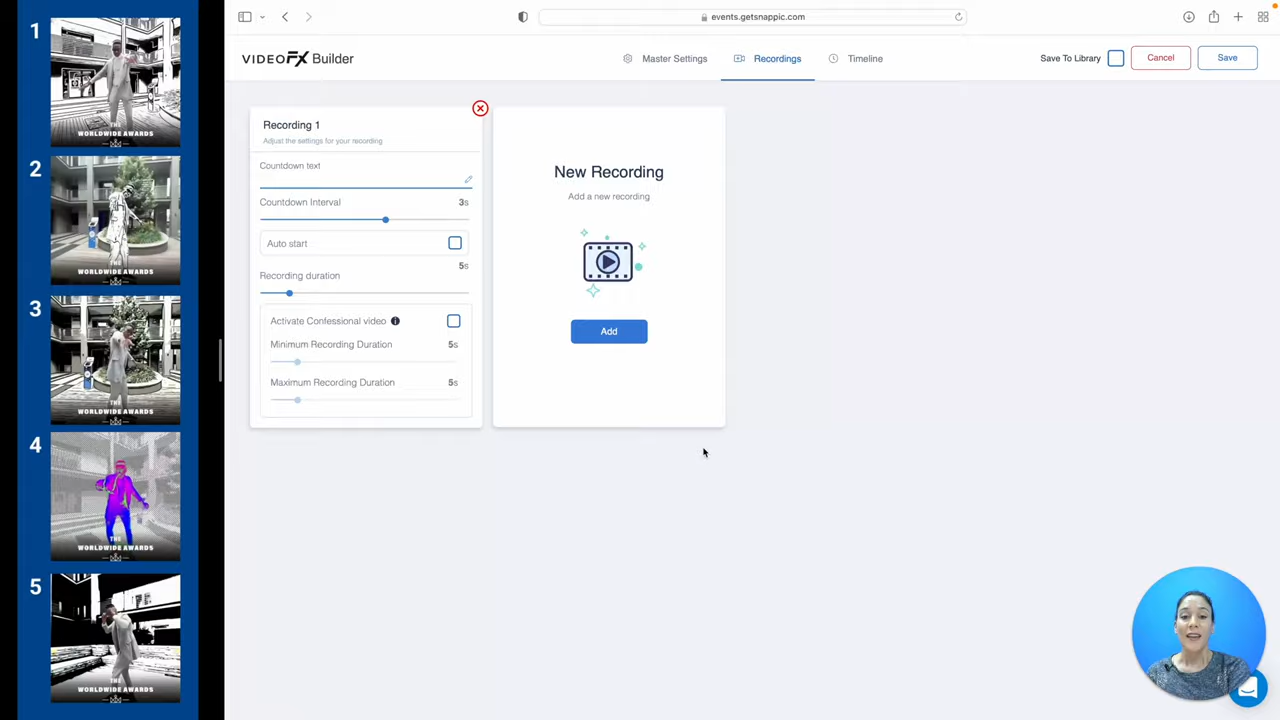 1
THE
WORLDWIDE AWARDS
2
THE
WORLDWIDE AWARDS
3
THE
WORLDWIDE AWARDS
4
THE
WORLDWIDE AWARDS
5
THE
WORLDWIDE AWARDS
events.getsnappic.com
VIDEOFX Builder
Master Settings
Recordings
Timeline
Save To Library
Cancel
Save
Recording 1
Adjust the settings for your recording
Countdown text
Countdown Interval 3s
Auto start
5s
Recording duration
Activate Confessional video
Minimum Recording Duration 5s
Maximum Recording Duration 5s
New Recording
Add a new recording
Add